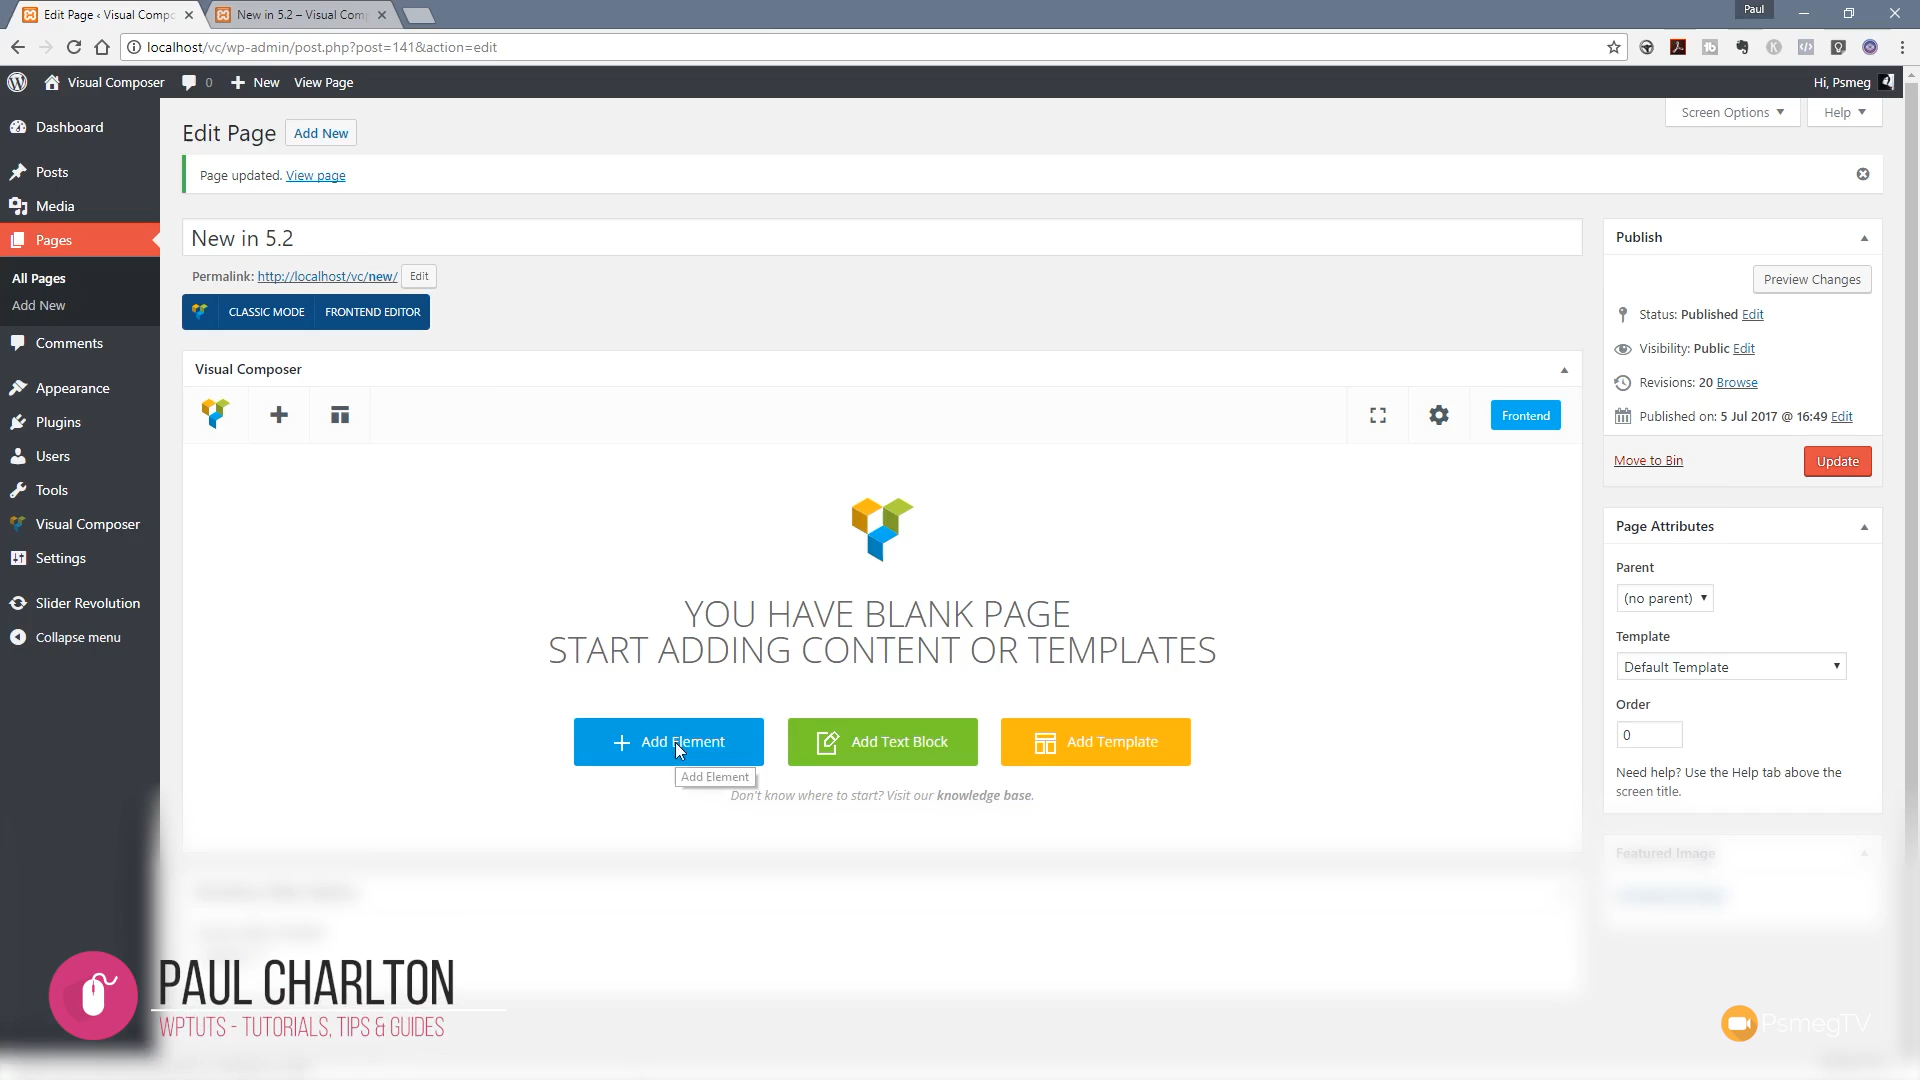 Edit Page ‹ Visual Compo
New in 5.2 – Visual Com
Paul
localhost/vc/wp-admin/post.php?post=141&action=edit
Visual Composer
0
New
View Page
Hi, Psmeg
Dashboard
Posts
Media
Pages
All Pages
Add New
Comments
Appearance
Plugins
Users
Tools
Visual Composer
Settings
Slider Revolution
Collapse menu
Screen Options
Help
Edit Page
Add New
Page updated. View page
New in 5.2
Permalink: http://localhost/vc/new/
Edit
CLASSIC MODE
FRONTEND EDITOR
Visual Composer
Frontend
YOU HAVE BLANK PAGE
START ADDING CONTENT OR TEMPLATES
Add Element
Add Text Block
Add Template
Add Element
Don't know where to start? Visit our knowledge base.
Publish
Preview Changes
Status: Published Edit
Visibility: Public Edit
Revisions: 20 Browse
Published on: 5 Jul 2017 @ 16:49 Edit
Move to Bin
Update
Page Attributes
Parent
(no parent)
Template
Default Template
Order
0
Need help? Use the Help tab above the
screen title.
Featured Image
PAUL CHARLTON
WPTUTS - TUTORIALS, TIPS & GUIDES
PsmegTV